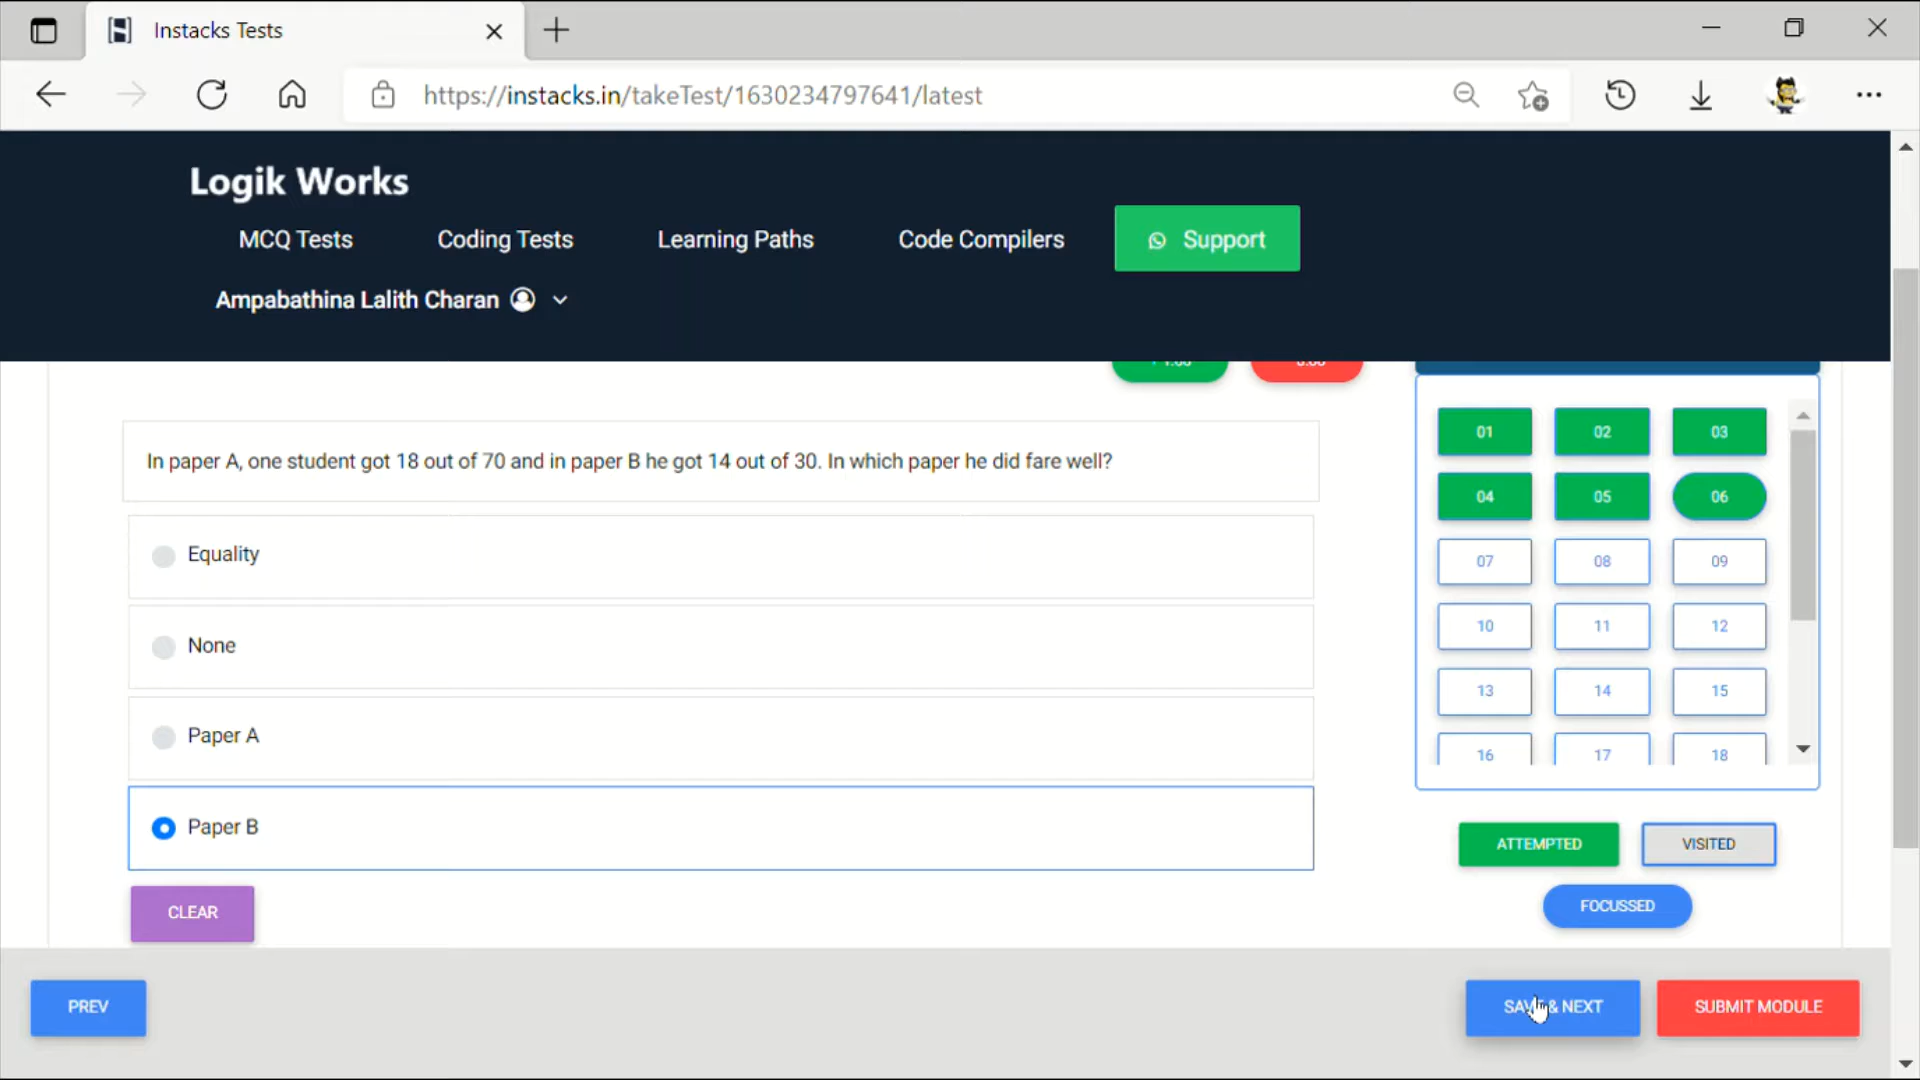 Instacks Tests
https://instacks.in/takeTest/1630234797641/latest
Logik Works
MCQ Tests
Coding Tests
Learning Paths
Code Compilers
Support
Ampabathina Lalith Charan
In paper A, one student got 18 out of 70 and in paper B he got 14 out of 30. In which paper he did fare well?
Equality
None
Paper A
Paper B
CLEAR
01 02 03
04 05 06
07 08 09
10 11 12
13 14 15
16 17 18
ATTEMPTED
VISITED
FOCUSSED
PREV
SAVE & NEXT
SUBMIT MODULE